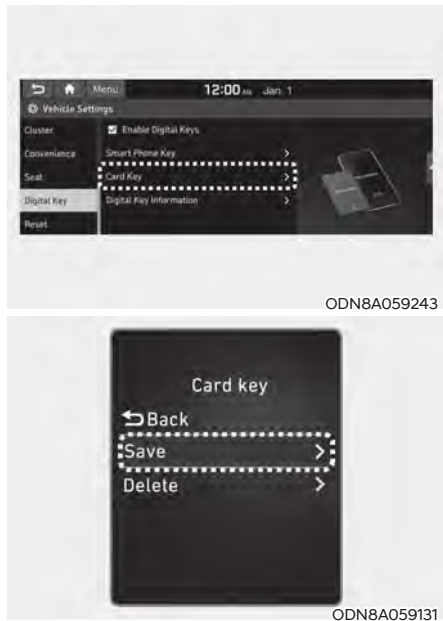 Menu 12:00 AM Jan. 1
Vehicle Settings
Cluster
Enable Digital Keys
Convenience
Smart Phone Key >
Seat
Card Key >
Digital Key
Digital Key Information >
Reset
ODN8A059243
Card key
Back
Save >
Delete >
ODN8A059131